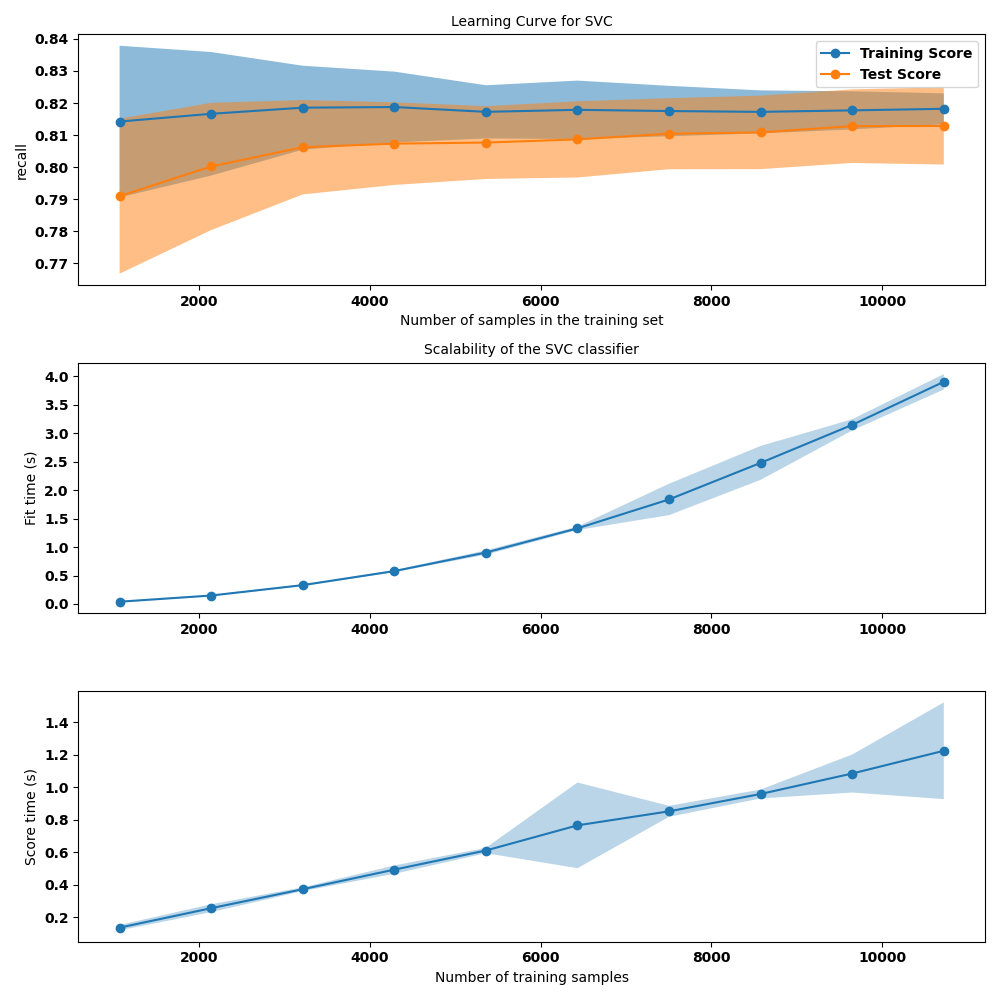 Learning Curve for SVC
0.84
0.83
0.82
0.81
0.80
0.79
0.78
0.77
recall
Training Score
Test Score
2000 4000 6000 8000 10000
Number of samples in the training set
Scalability of the SVC classifier
4.0
3.5
3.0
2.5
2.0
1.5
1.0
0.5
0.0
Fit time (s)
2000 4000 6000 8000 10000
1.4
1.2
1.0
0.8
0.6
0.4
0.2
Score time (s)
2000 4000 6000 8000 10000
Number of training samples